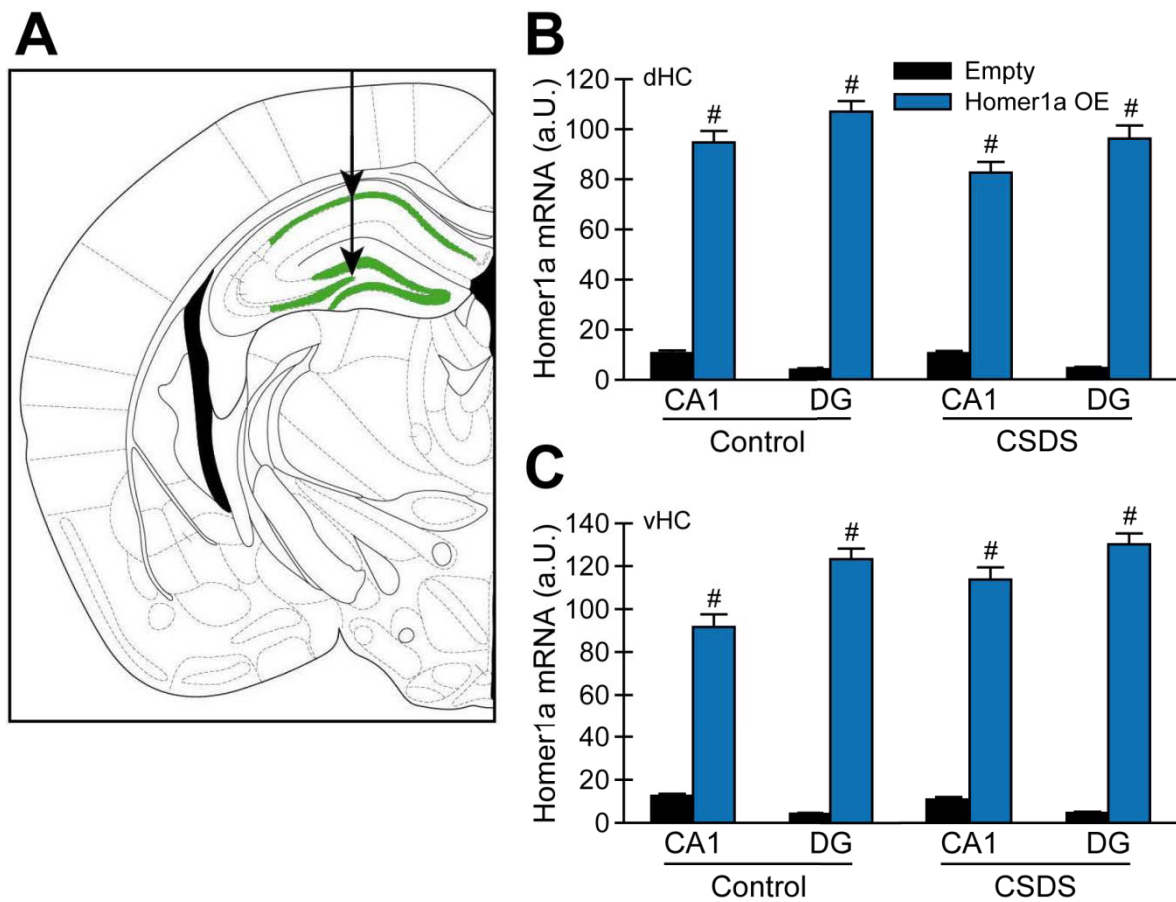 A
B
dHC
Empty
Homer1a OE
Homer1a mRNA (a.U.)
120
100
80
60
40
20
0
# # # #
CA1 DG CA1 DG
Control CSDS
C
vHC
Homer1a mRNA (a.U.)
140
120
100
80
60
40
20
0
# # # #
CA1 DG CA1 DG
Control CSDS